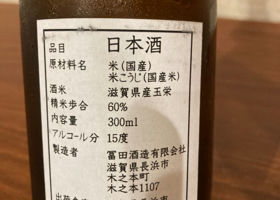 品目 日本酒
原材料名 米(国産)
米こうじ(国産米)
酒米 滋賀県産玉栄
精米歩合 60%
内容量 300ml
アルコール分 15度
製造者 冨田酒造有限会社
滋賀県長浜市
木之本町
木之本1107